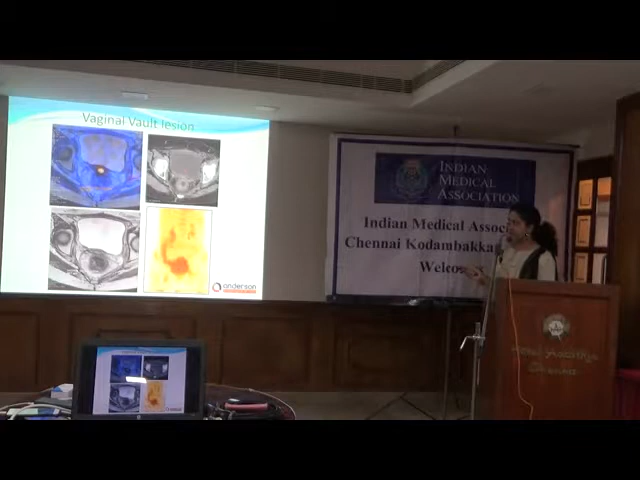 Vaginal Vault lesion
anderson
INDIAN
MEDICAL
ASSOCIATION
Indian Medical Assoc
Chennai Kodambakka
Welco